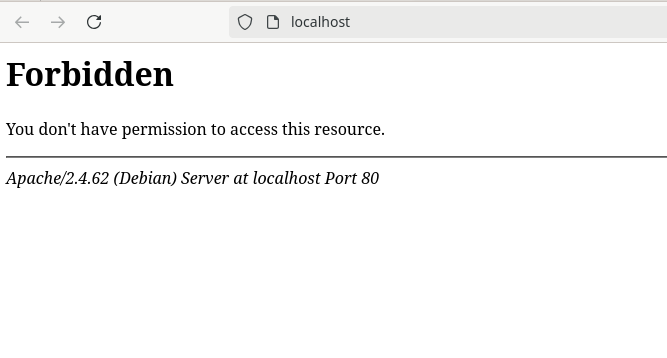 localhost
Forbidden
You don't have permission to access this resource.
Apache/2.4.62 (Debian) Server at localhost Port 80